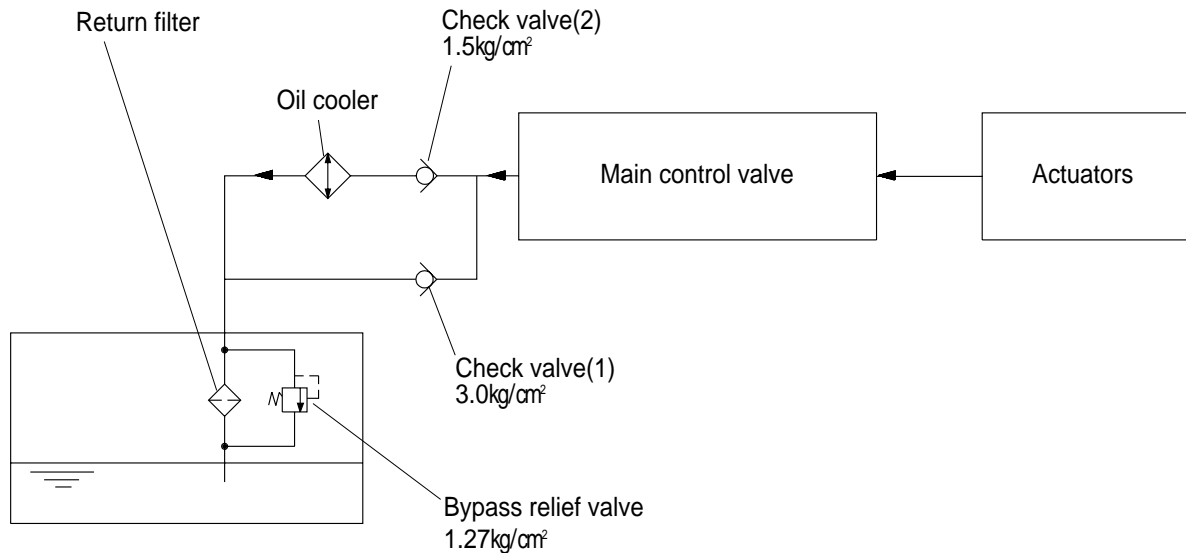 Return filter
Check valve(2)
1.5kg/cm²
Oil cooler
Main control valve
Actuators
Check valve(1)
3.0kg/cm²
Bypass relief valve
1.27kg/cm²